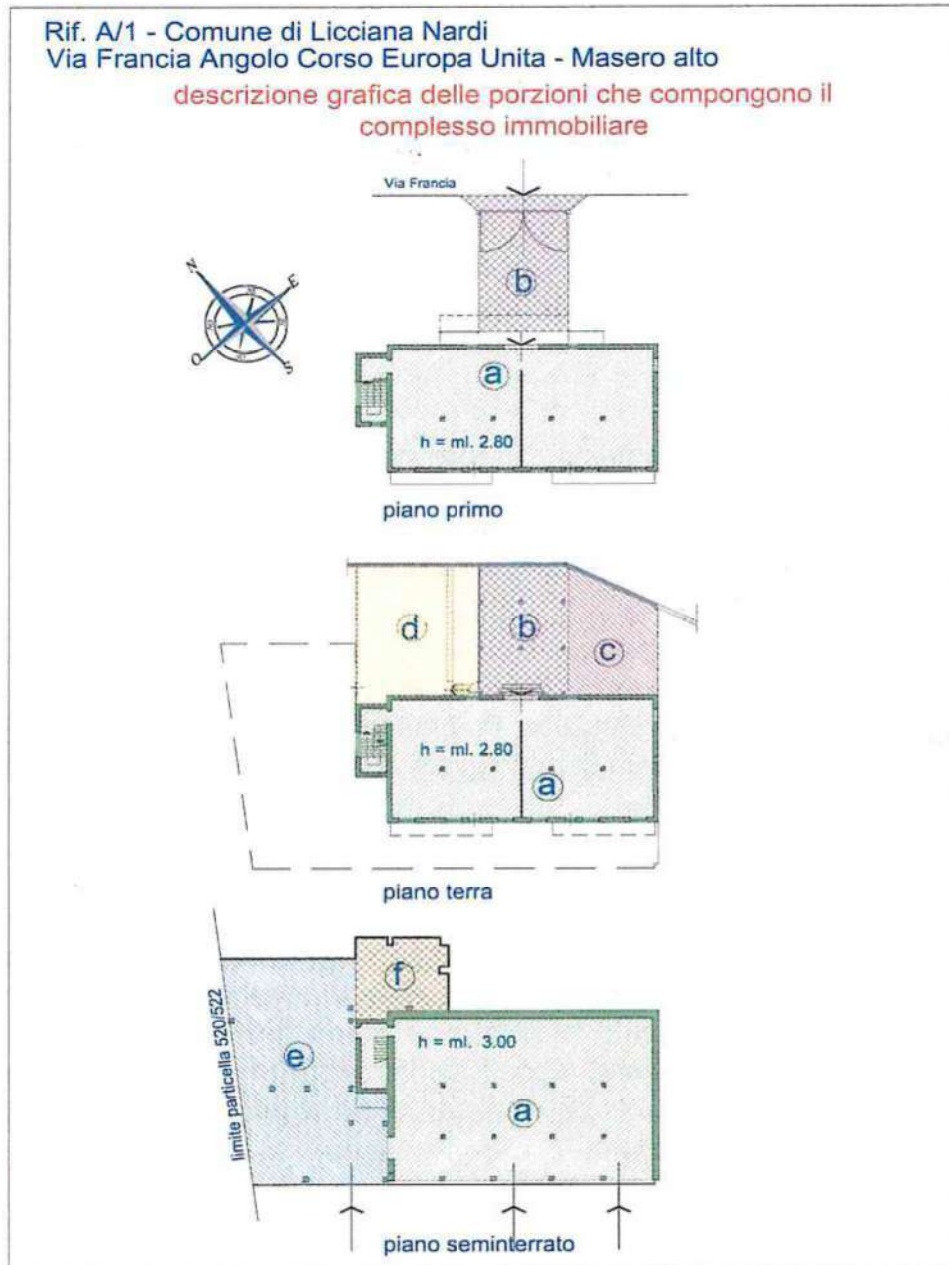 Rif. A/1 - Comune di Licciana Nardi
Via Francia Angolo Corso Europa Unita - Masero alto
descrizione grafica delle porzioni che compongono il
complesso immobiliare
Via Francia
b
N
E
O
S
a
h = ml. 2.80
piano primo
d
b
c
h = ml. 2.80
a
piano terra
f
limite particella 520/522
e
h = ml. 3.00
a
piano seminterrato